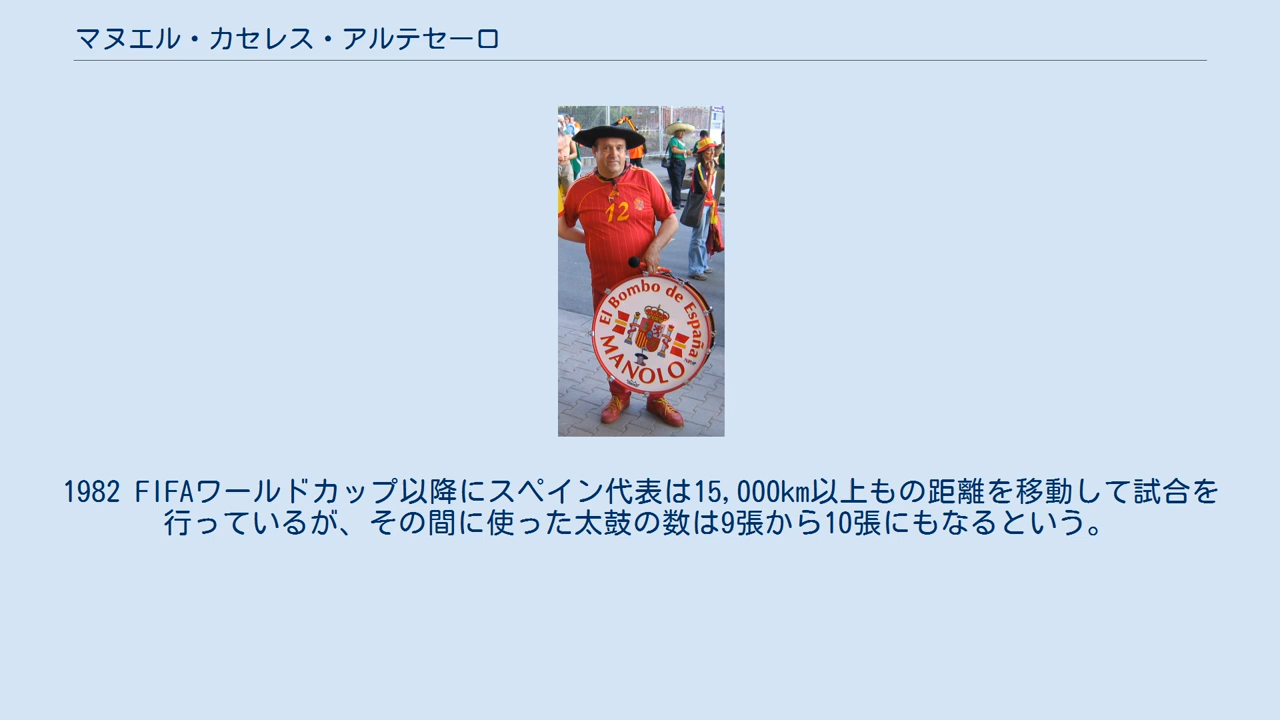 マヌエル・カセレス・アルテセーロ
12
El Bombo de España
MANOLO
1982 FIFAワールドカップ以降にスペイン代表は15,000km以上もの距離を移動して試合を
行っているが、その間に使った太鼓の数は9張から10張にもなるという。